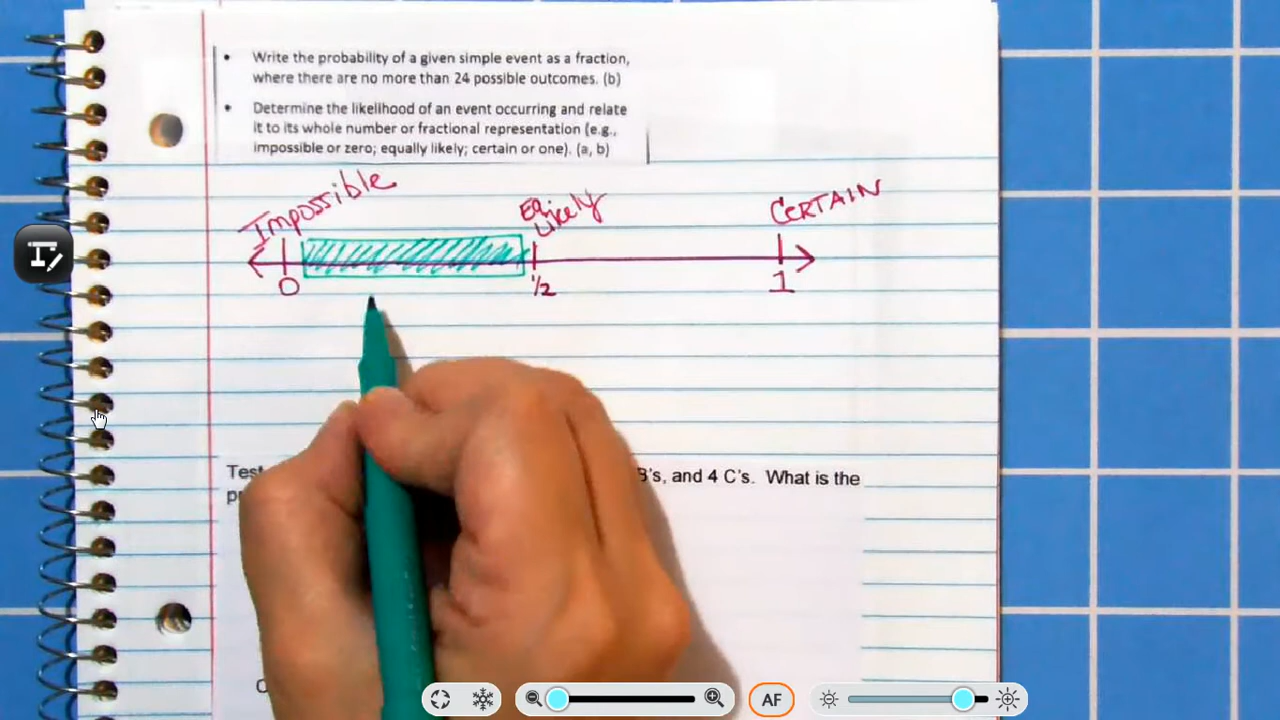 • Write the probability of a given simple event as a fraction,
where there are no more than 24 possible outcomes. (b)
• Determine the likelihood of an event occurring and relate
it to its whole number or fractional representation (e.g.,
impossible or zero; equally likely; certain or one). (a, b)
Impossible
Eq. Likely
CERTAIN
0
1/2
1
B's, and 4 C's. What is the
AF